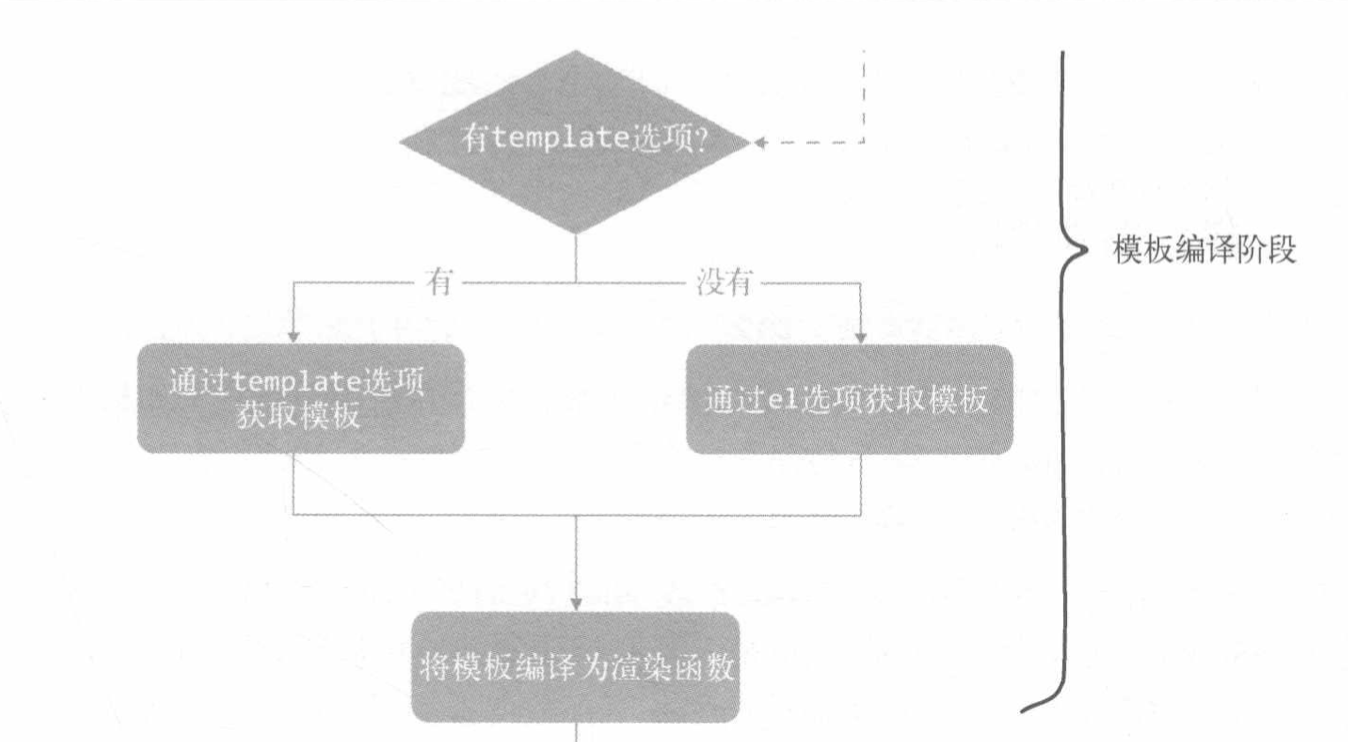 有template选项?
模板编译阶段
有
没有
通过template选项
获取模板
通过el选项获取模板
将模板编译为渲染函数